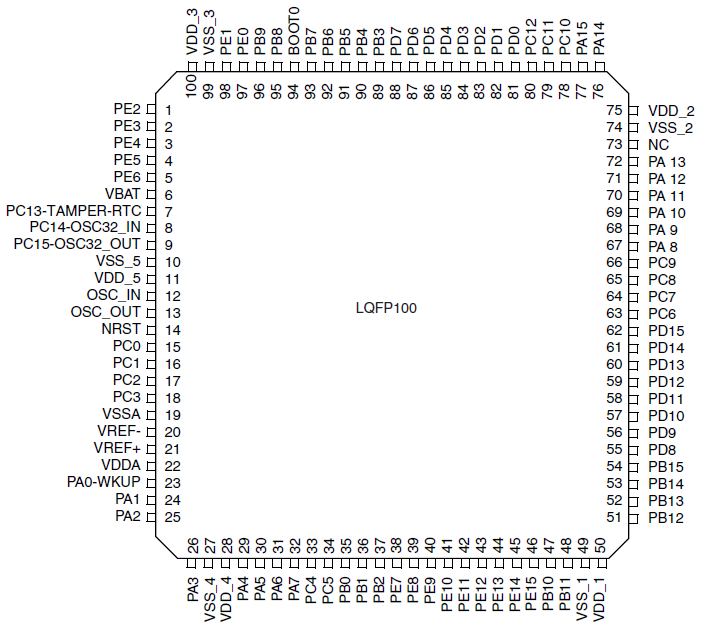 VDD_3 VSS_3 PE1 PE0 PB9 PB8 BOOT0 PB7 PB6 PB5 PB4 PB3 PD7 PD6 PD5 PD4 PD3 PD2 PD1 PD0 PC12 PC11 PC10 PA15 PA14
100 99 98 97 96 95 94 93 92 91 90 89 88 87 86 85 84 83 82 81 80 79 78 77 76
PE2 1 75 VDD_2
PE3 2 74 VSS_2
PE4 3 73 NC
PE5 4 72 PA 13
PE6 5 71 PA 12
VBAT 6 70 PA 11
PC13-TAMPER-RTC 7 69 PA 10
PC14-OSC32_IN 8 68 PA 9
PC15-OSC32_OUT 9 67 PA 8
VSS_5 10 66 PC9
VDD_5 11 65 PC8
OSC_IN 12 64 PC7
OSC_OUT 13 63 PC6
LQFP100
NRST 14 62 PD15
PC0 15 61 PD14
PC1 16 60 PD13
PC2 17 59 PD12
PC3 18 58 PD11
VSSA 19 57 PD10
VREF- 20 56 PD9
VREF+ 21 55 PD8
VDDA 22 54 PB15
PA0-WKUP 23 53 PB14
PA1 24 52 PB13
PA2 25 51 PB12
26 27 28 29 30 31 32 33 34 35 36 37 38 39 40 41 42 43 44 45 46 47 48 49 50
PA3 VSS_4 VDD_4 PA4 PA5 PA6 PA7 PC4 PC5 PB0 PB1 PB2 PE7 PE8 PE9 PE10 PE11 PE12 PE13 PE14 PE15 PB10 PB11 VSS_1 VDD_1